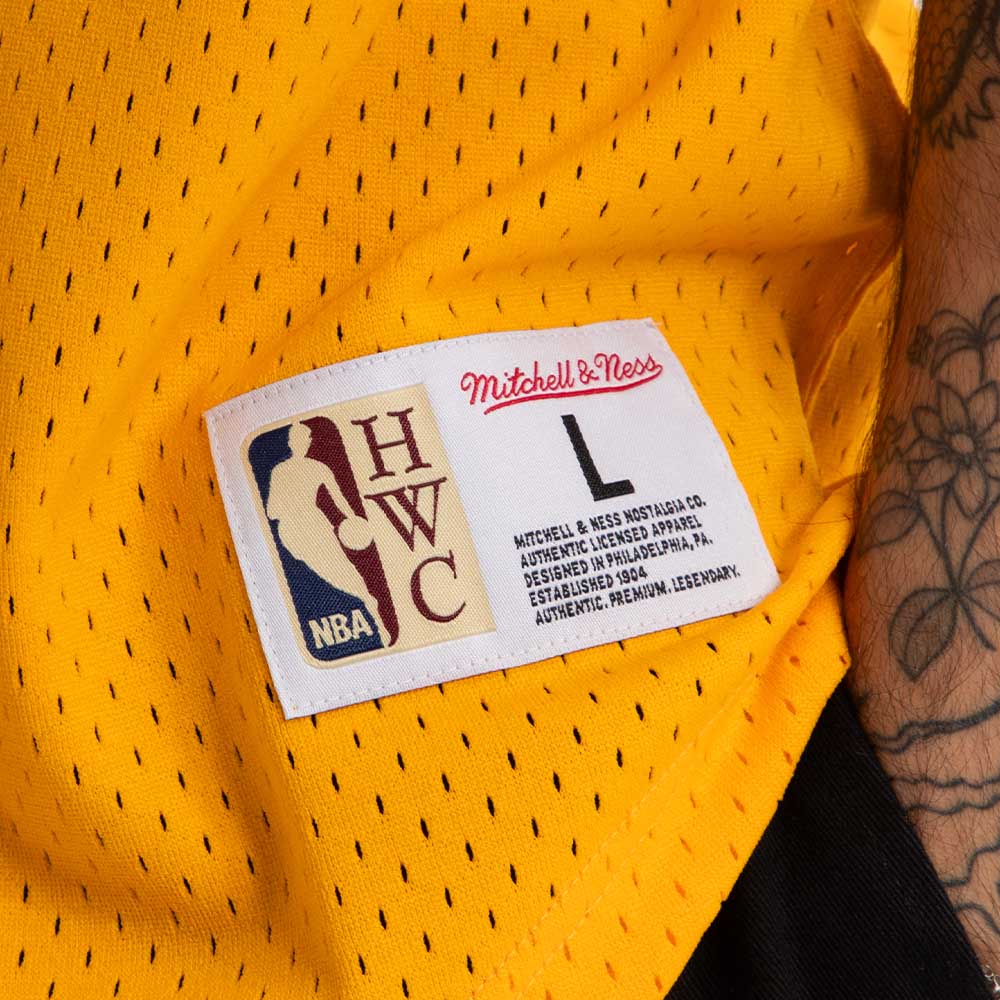 HWC
NBA
Mitchell & Ness
L
MITCHELL & NESS NOSTALGIA CO.
AUTHENTIC LICENSED APPAREL
DESIGNED IN PHILADELPHIA, PA.
ESTABLISHED 1904
AUTHENTIC. PREMIUM. LEGENDARY.